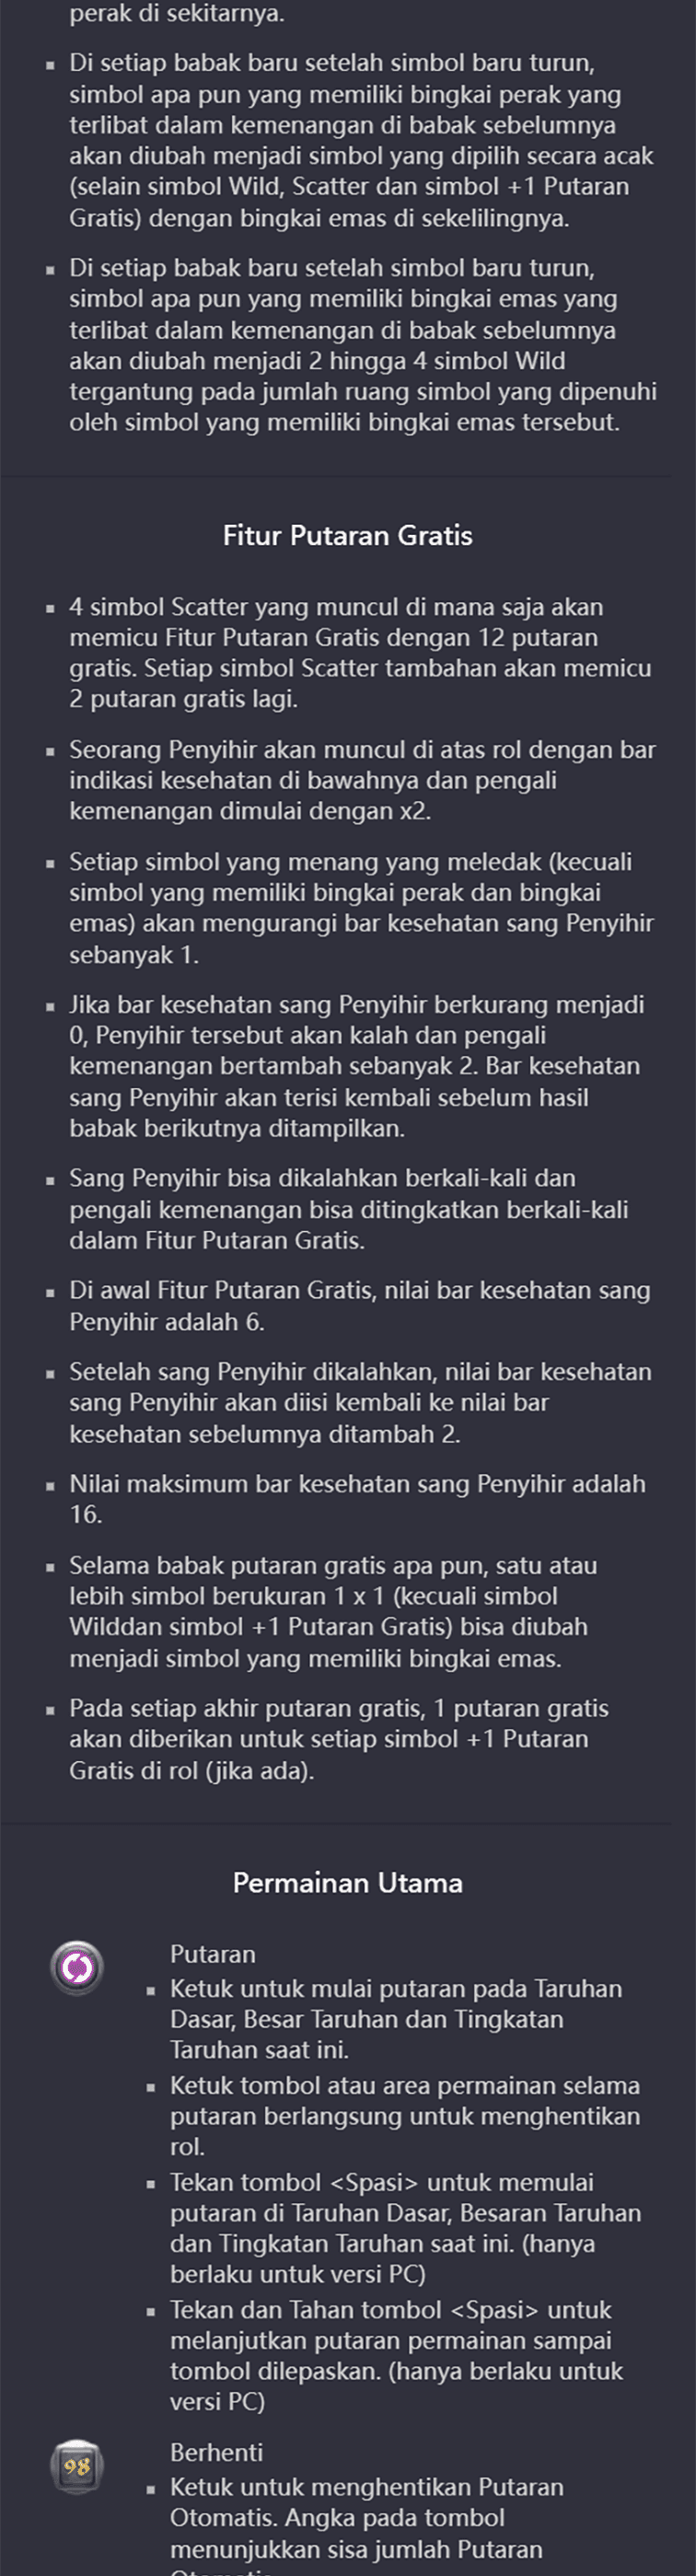 perak di sekitarnya.
Di setiap babak baru setelah simbol baru turun,
simbol apa pun yang memiliki bingkai perak yang
terlibat dalam kemenangan di babak sebelumnya
akan diubah menjadi simbol yang dipilih secara acak
(selain simbol Wild, Scatter dan simbol +1 Putaran
Gratis) dengan bingkai emas di sekelilingnya.
Di setiap babak baru setelah simbol baru turun,
simbol apa pun yang memiliki bingkai emas yang
terlibat dalam kemenangan di babak sebelumnya
akan diubah menjadi 2 hingga 4 simbol Wild
tergantung pada jumlah ruang simbol yang dipenuhi
oleh simbol yang memiliki bingkai emas tersebut.
Fitur Putaran Gratis
4 simbol Scatter yang muncul di mana saja akan
memicu Fitur Putaran Gratis dengan 12 putaran
gratis. Setiap simbol Scatter tambahan akan memicu
2 putaran gratis lagi.
Seorang Penyihir akan muncul di atas rol dengan bar
indikasi kesehatan di bawahnya dan pengali
kemenangan dimulai dengan x2.
Setiap simbol yang menang yang meledak (kecuali
simbol yang memiliki bingkai perak dan bingkai
emas) akan mengurangi bar kesehatan sang Penyihir
sebanyak 1.
Jika bar kesehatan sang Penyihir berkurang menjadi
0, Penyihir tersebut akan kalah dan pengali
kemenangan bertambah sebanyak 2. Bar kesehatan
sang Penyihir akan terisi kembali sebelum hasil
babak berikutnya ditampilkan.
Sang Penyihir bisa dikalahkan berkali-kali dan
pengali kemenangan bisa ditingkatkan berkali-kali
dalam Fitur Putaran Gratis.
Di awal Fitur Putaran Gratis, nilai bar kesehatan sang
Penyihir adalah 6.
Setelah sang Penyihir dikalahkan, nilai bar kesehatan
sang Penyihir akan diisi kembali ke nilai bar
kesehatan sebelumnya ditambah 2.
Nilai maksimum bar kesehatan sang Penyihir adalah
16.
Selama babak putaran gratis apa pun, satu atau
lebih simbol berukuran 1 x 1 (kecuali simbol
Wilddan simbol +1 Putaran Gratis) bisa diubah
menjadi simbol yang memiliki bingkai emas.
Pada setiap akhir putaran gratis, 1 putaran gratis
akan diberikan untuk setiap simbol +1 Putaran
Gratis di rol (jika ada).
Permainan Utama
Putaran
Ketuk untuk mulai putaran pada Taruhan
Dasar, Besar Taruhan dan Tingkatan
Taruhan saat ini.
Ketuk tombol atau area permainan selama
putaran berlangsung untuk menghentikan
rol.
Tekan tombol <Spasi> untuk memulai
putaran di Taruhan Dasar, Besaran Taruhan
dan Tingkatan Taruhan saat ini. (hanya
berlaku untuk versi PC)
Tekan dan Tahan tombol <Spasi> untuk
melanjutkan putaran permainan sampai
tombol dilepaskan. (hanya berlaku untuk
versi PC)
98
Berhenti
Ketuk untuk menghentikan Putaran
Otomatis. Angka pada tombol
menunjukkan sisa jumlah Putaran